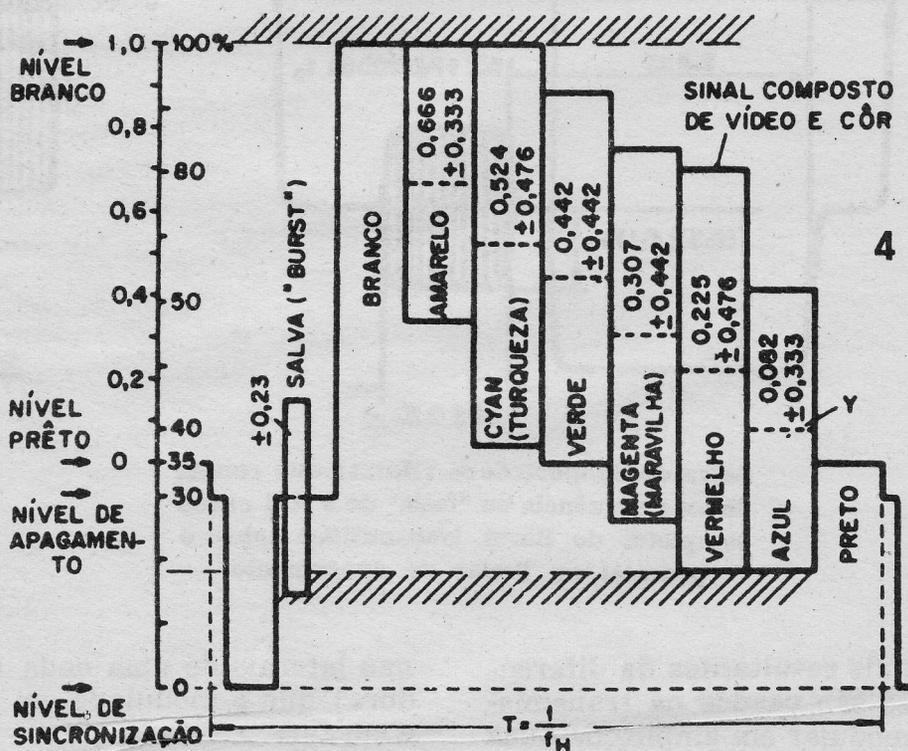 1,0
100%
NÍVEL
BRANCO
0,8
80
0,6
0,4
50
0,2
NÍVEL
PRÊTO
40
0
35
30
NÍVEL DE
APAGAMEN-
TO
0
NÍVEL DE
SINCRONIZAÇÃO
±0,23
SALVA ("BURST")
BRANCO
AMARELO
0,666
±0,333
CYAN
(TURQUEZA)
0,524
±0,476
VERDE
0,442
±0,442
MAGENTA
(MARAVILHA)
0,307
±0,442
VERMELHO
0,225
±0,476
AZUL
0,082
±0,333
PRETO
Y
SINAL COMPOSTO
DE VÍDEO E CÔR
4
T = 1/fH